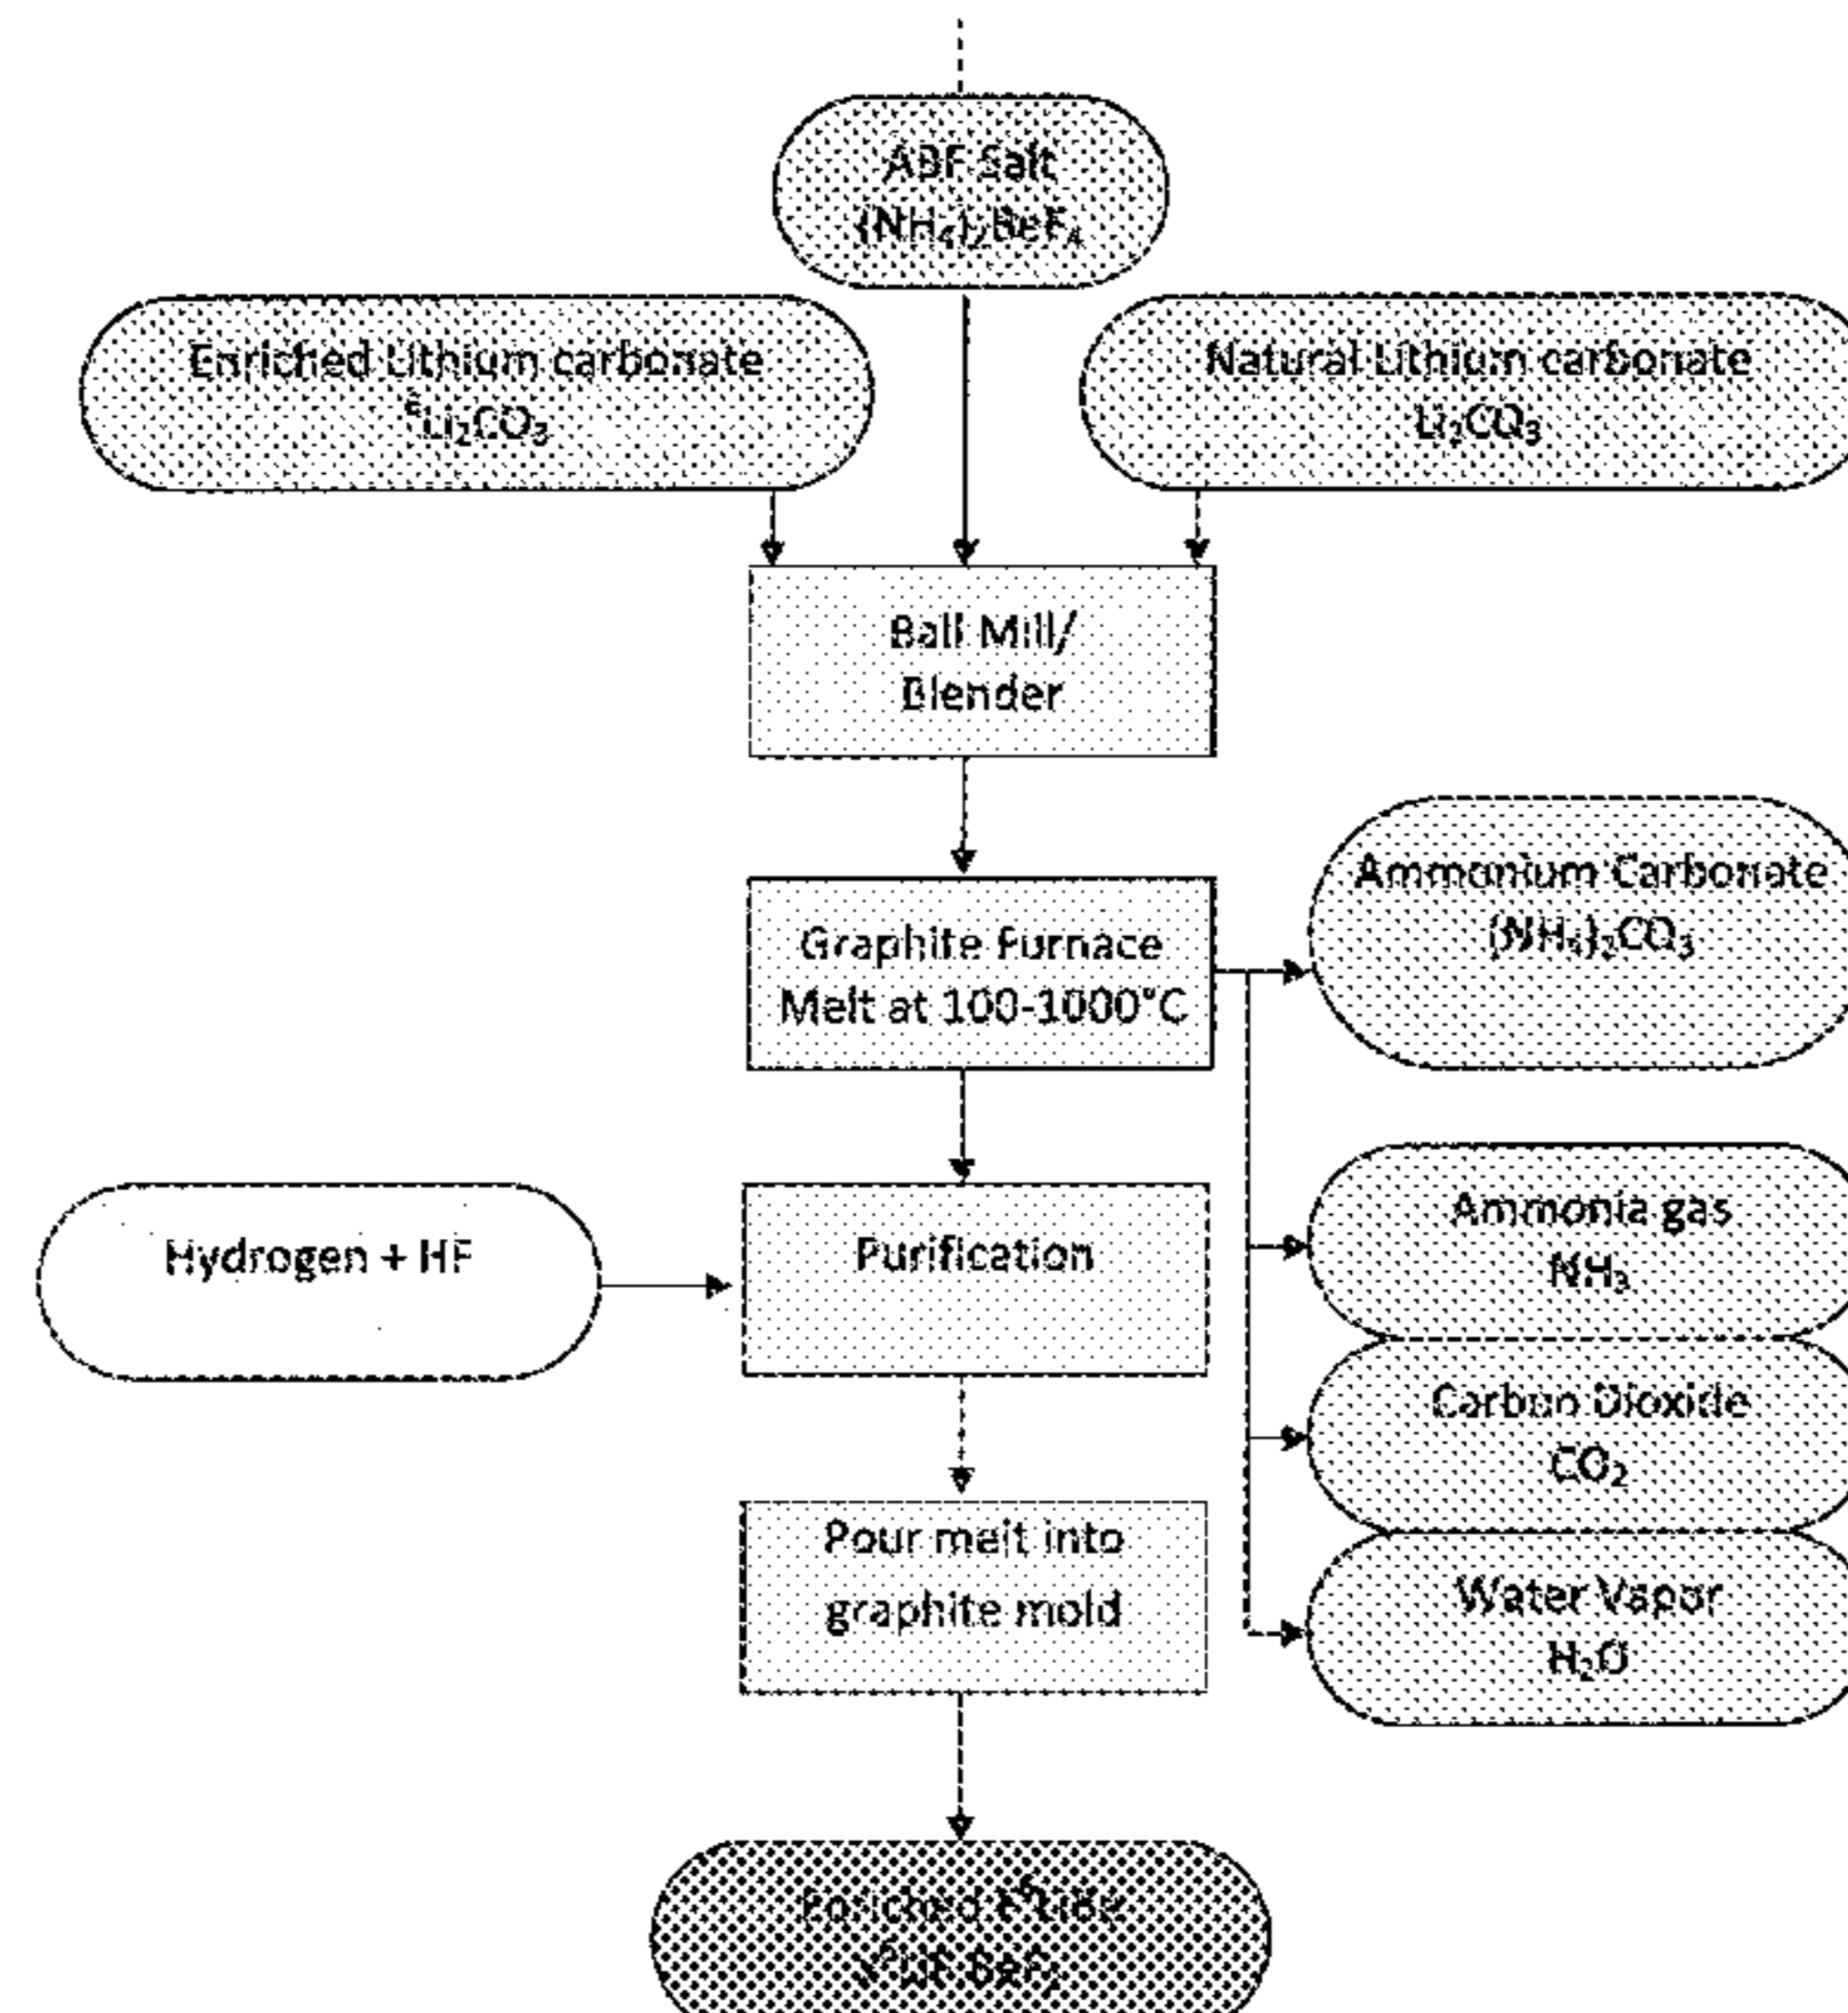 ABF Salt
(NH₄)₂BeF₄
Enriched Lithium carbonate
⁶Li₂CO₃
Natural Lithium carbonate
Li₂CO₃
Ball Mill/
Blender
Graphite Furnace
Melt at 100-1000°C
Ammonium Carbonate
(NH₄)₂CO₃
Hydrogen + HF
Purification
Ammonia gas
NH₃
Carbon Dioxide
CO₂
Pour melt into
graphite mold
Water Vapor
H₂O
Enriched